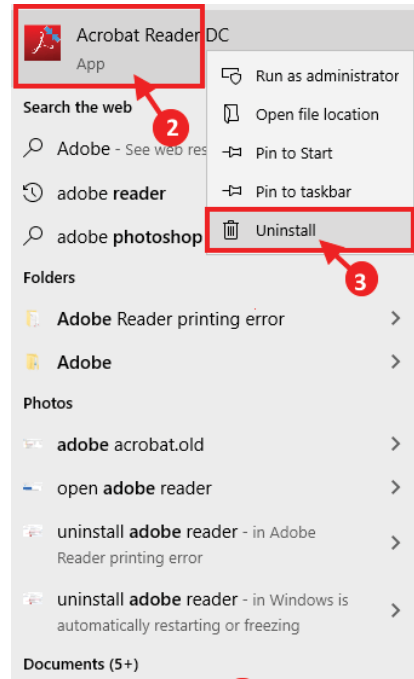 Acrobat Reader DC
App
Run as administrator
Search the web
Open file location
2
Adobe - See web res
Pin to Start
adobe reader
Pin to taskbar
adobe photoshop
Uninstall
3
Folders
Adobe Reader printing error
Adobe
Photos
adobe acrobat.old
open adobe reader
uninstall adobe reader - in Adobe
Reader printing error
uninstall adobe reader - in Windows is
automatically restarting or freezing
Documents (5+)